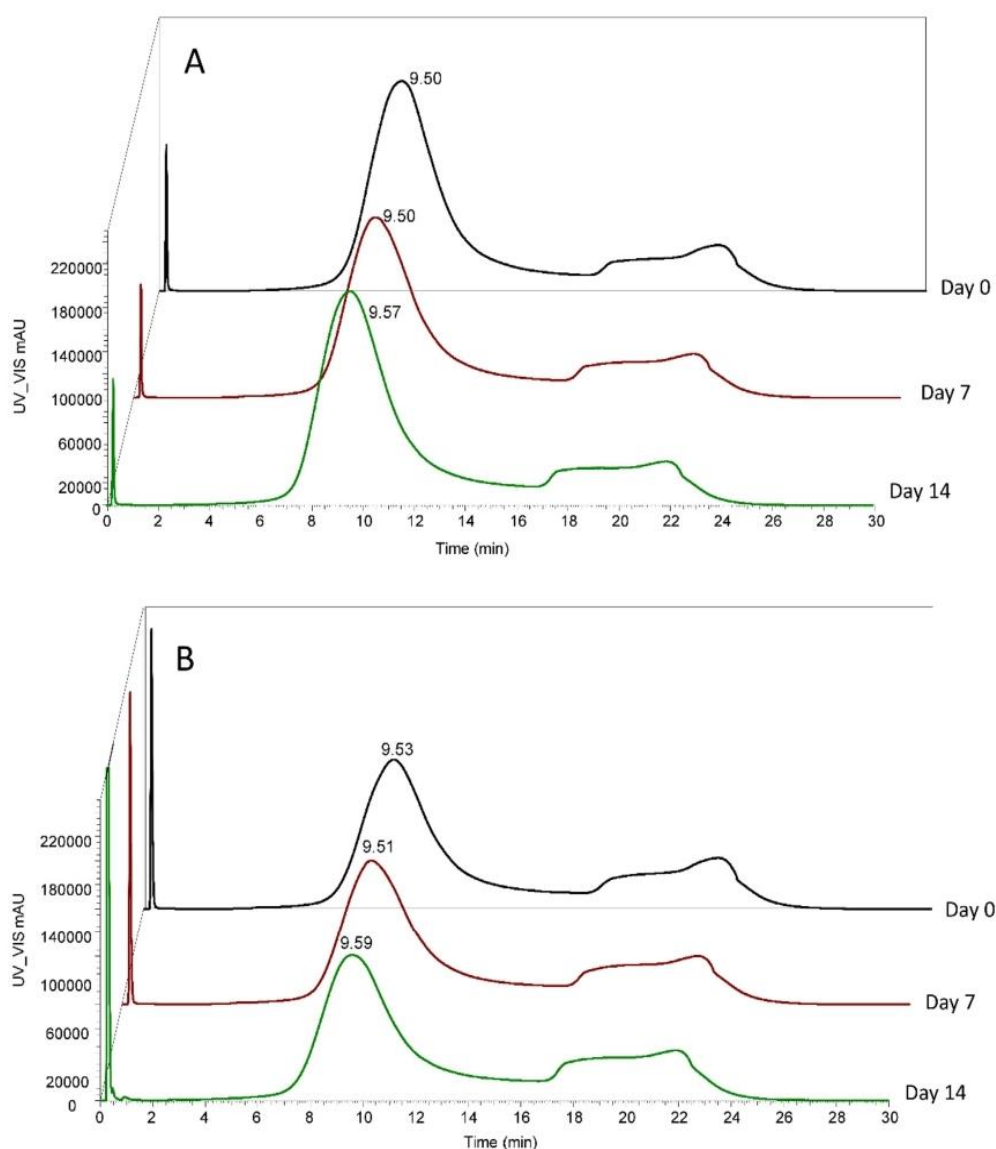 A
9.50
9.50
9.57
220000
180000
140000
100000
60000
20000
0
UV_VIS mAU
Day 0
Day 7
Day 14
0 2 4 6 8 10 12 14 16 18 20 22 24 26 28 30
Time (min)
B
9.53
9.51
9.59
220000
180000
140000
100000
60000
20000
0
UV_VIS mAU
Day 0
Day 7
Day 14
0 2 4 6 8 10 12 14 16 18 20 22 24 26 28 30
Time (min)